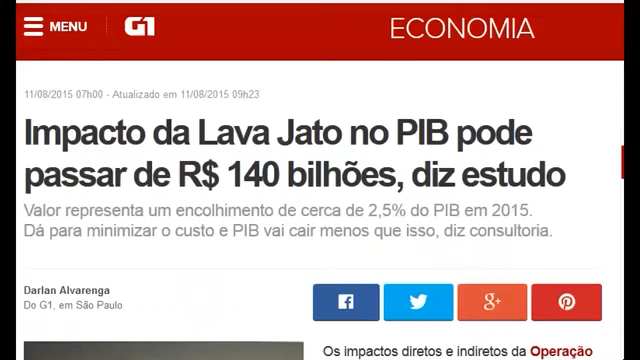 MENU
G1
ECONOMIA
11/08/2015 07h00 - Atualizado em 11/08/2015 09h23
Impacto da Lava Jato no PIB pode
passar de R$ 140 bilhões, diz estudo
Valor representa um encolhimento de cerca de 2,5% do PIB em 2015.
Dá para minimizar o custo e PIB vai cair menos que isso, diz consultoria.
Darlan Alvarenga
Do G1, em São Paulo
Os impactos diretos e indiretos da Operação